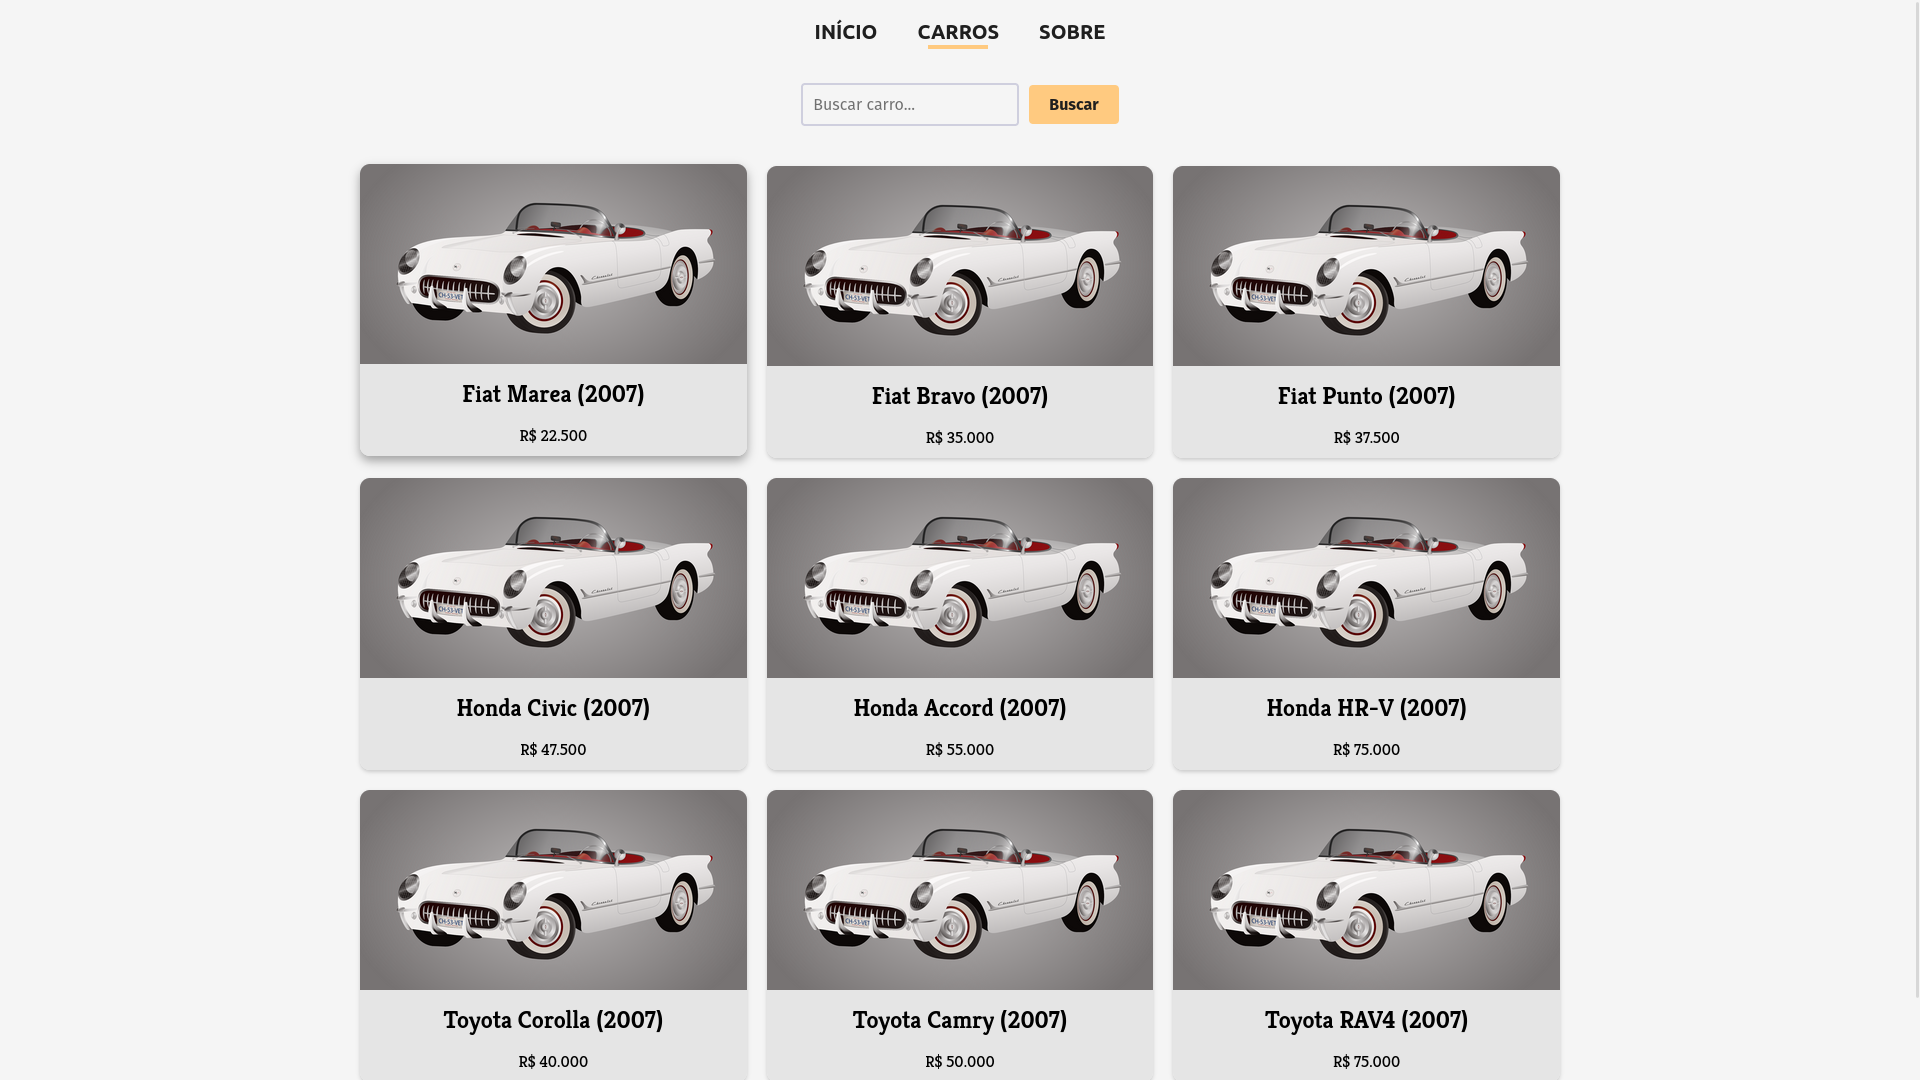 INÍCIO CARROS SOBRE
Buscar carro... Buscar
Fiat Marea (2007) Fiat Bravo (2007) Fiat Punto (2007)
R$ 22.500 R$ 35.000 R$ 37.500
Honda Civic (2007) Honda Accord (2007) Honda HR-V (2007)
R$ 47.500 R$ 55.000 R$ 75.000
Toyota Corolla (2007) Toyota Camry (2007) Toyota RAV4 (2007)
R$ 40.000 R$ 50.000 R$ 75.000